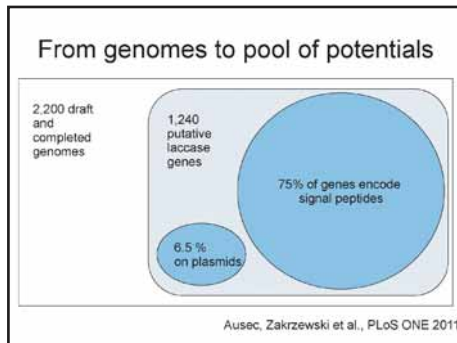 From genomes to pool of potentials
2,200 draft
and
completed
genomes
1,240
putative
laccase
genes
75% of genes encode
signal peptides
6.5 %
on plasmids
Ausec, Zakrzewski et al., PLoS ONE 2011